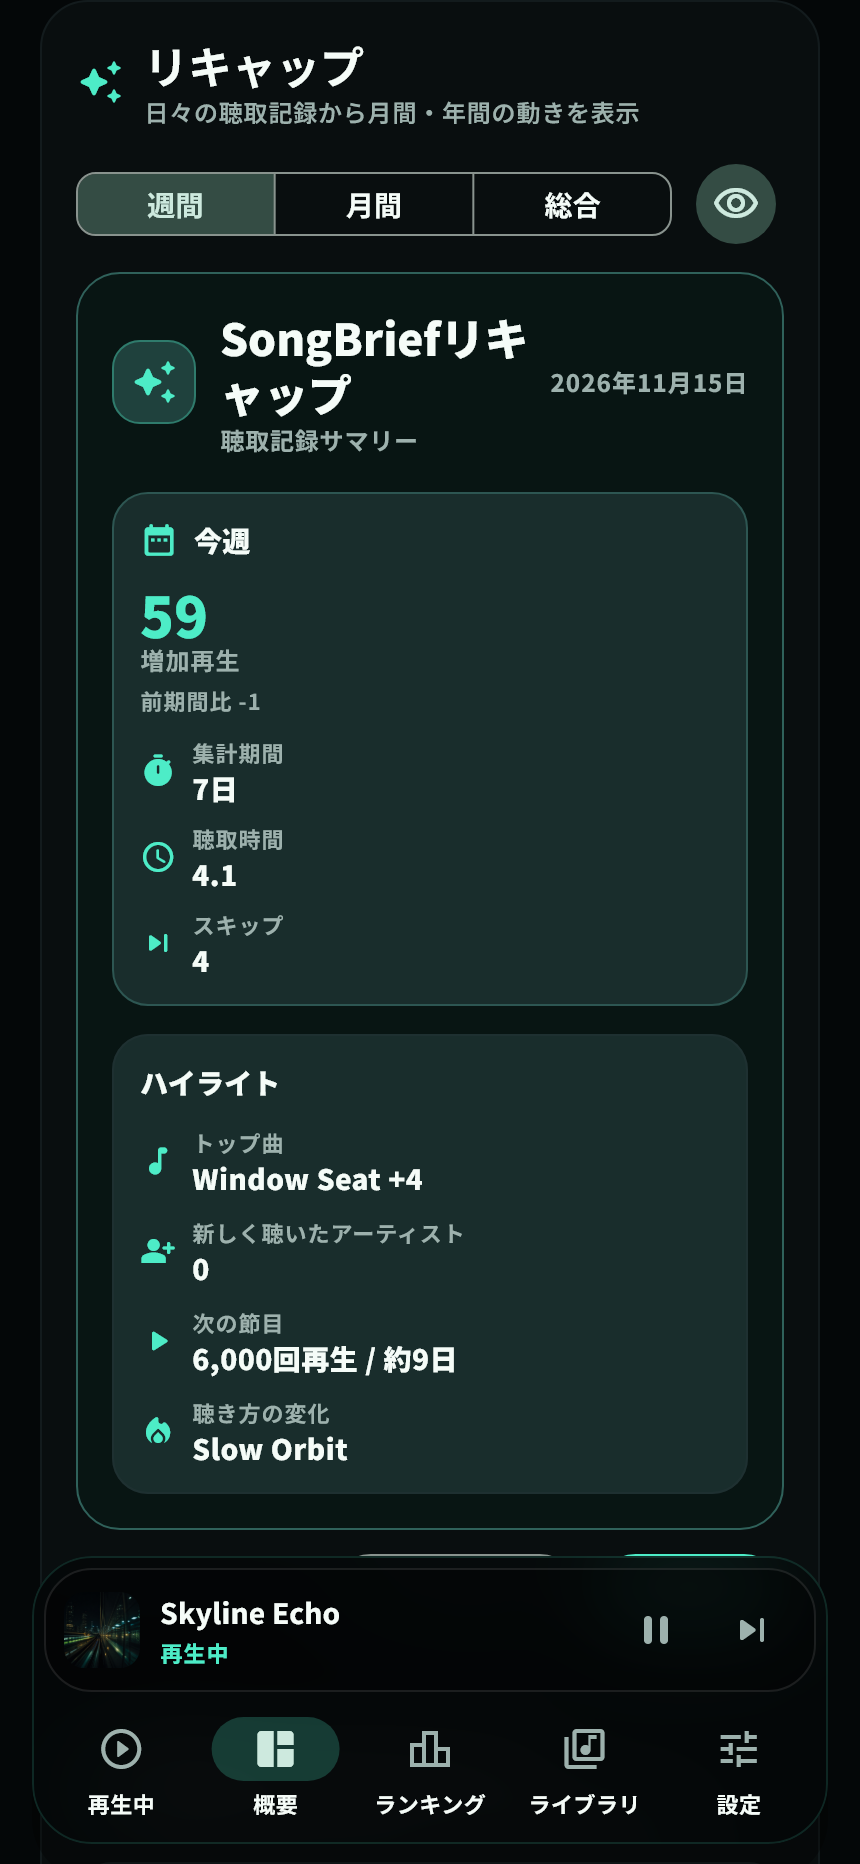 リキャップ
日々の聴取記録から月間・年間の動きを表示
週間
月間
総合
SongBriefリキ
ャップ
2026年11月15日
聴取記録サマリー
今週
59
増加再生
前期間比 -1
集計期間
7日
聴取時間
4.1
スキップ
4
ハイライト
トップ曲
Window Seat +4
新しく聴いたアーティスト
0
次の節目
6,000回再生 / 約9日
聴き方の変化
Slow Orbit
Skyline Echo
再生中
再生中
概要
ランキング
ライブラリ
設定